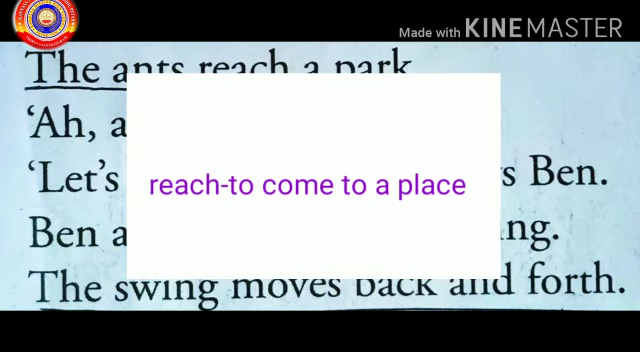 Made with KINEMASTER
The ants reach a park
'Ah, a
'Let's reach-to come to a place s Ben.
Ben a ng.
The swing moves back and forth.